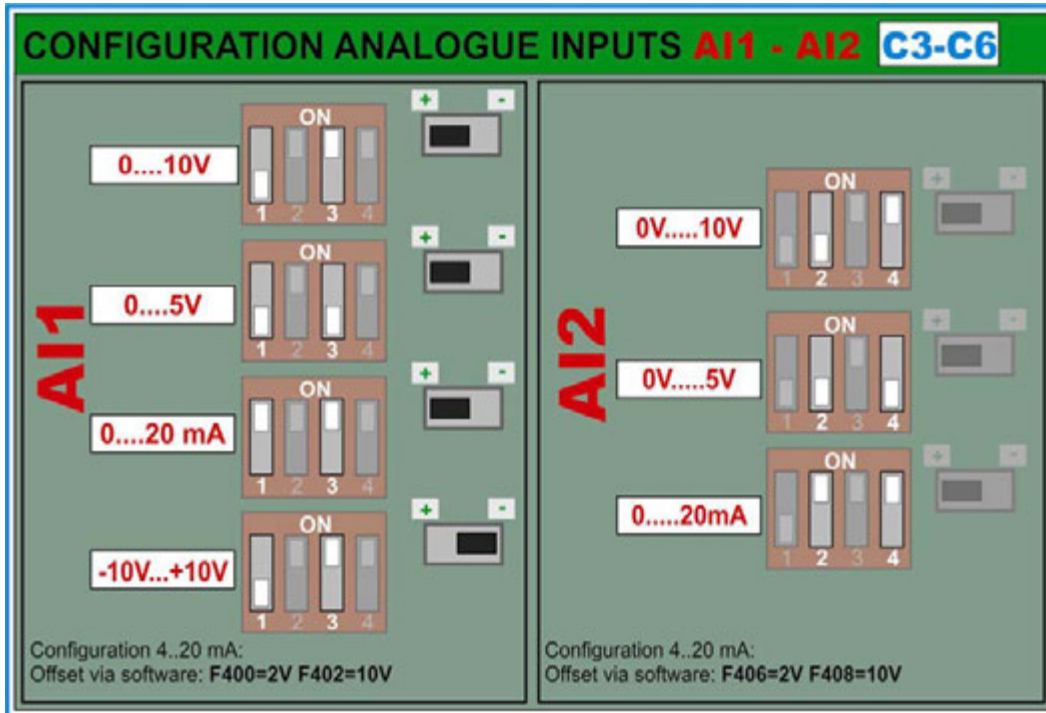 CONFIGURATION ANALOGUE INPUTS AI1 - AI2 C3-C6
AI1
0....10V
ON
1 2 3 4
+ -
0....5V
ON
1 2 3 4
+ -
0....20 mA
ON
1 2 3 4
+ -
-10V...+10V
ON
1 2 3 4
+ -
Configuration 4..20 mA:
Offset via software: F400=2V F402=10V
AI2
0V.....10V
ON
1 2 3 4
+ -
0V.....5V
ON
1 2 3 4
+ -
0.....20mA
ON
1 2 3 4
+ -
Configuration 4..20 mA:
Offset via software: F406=2V F408=10V